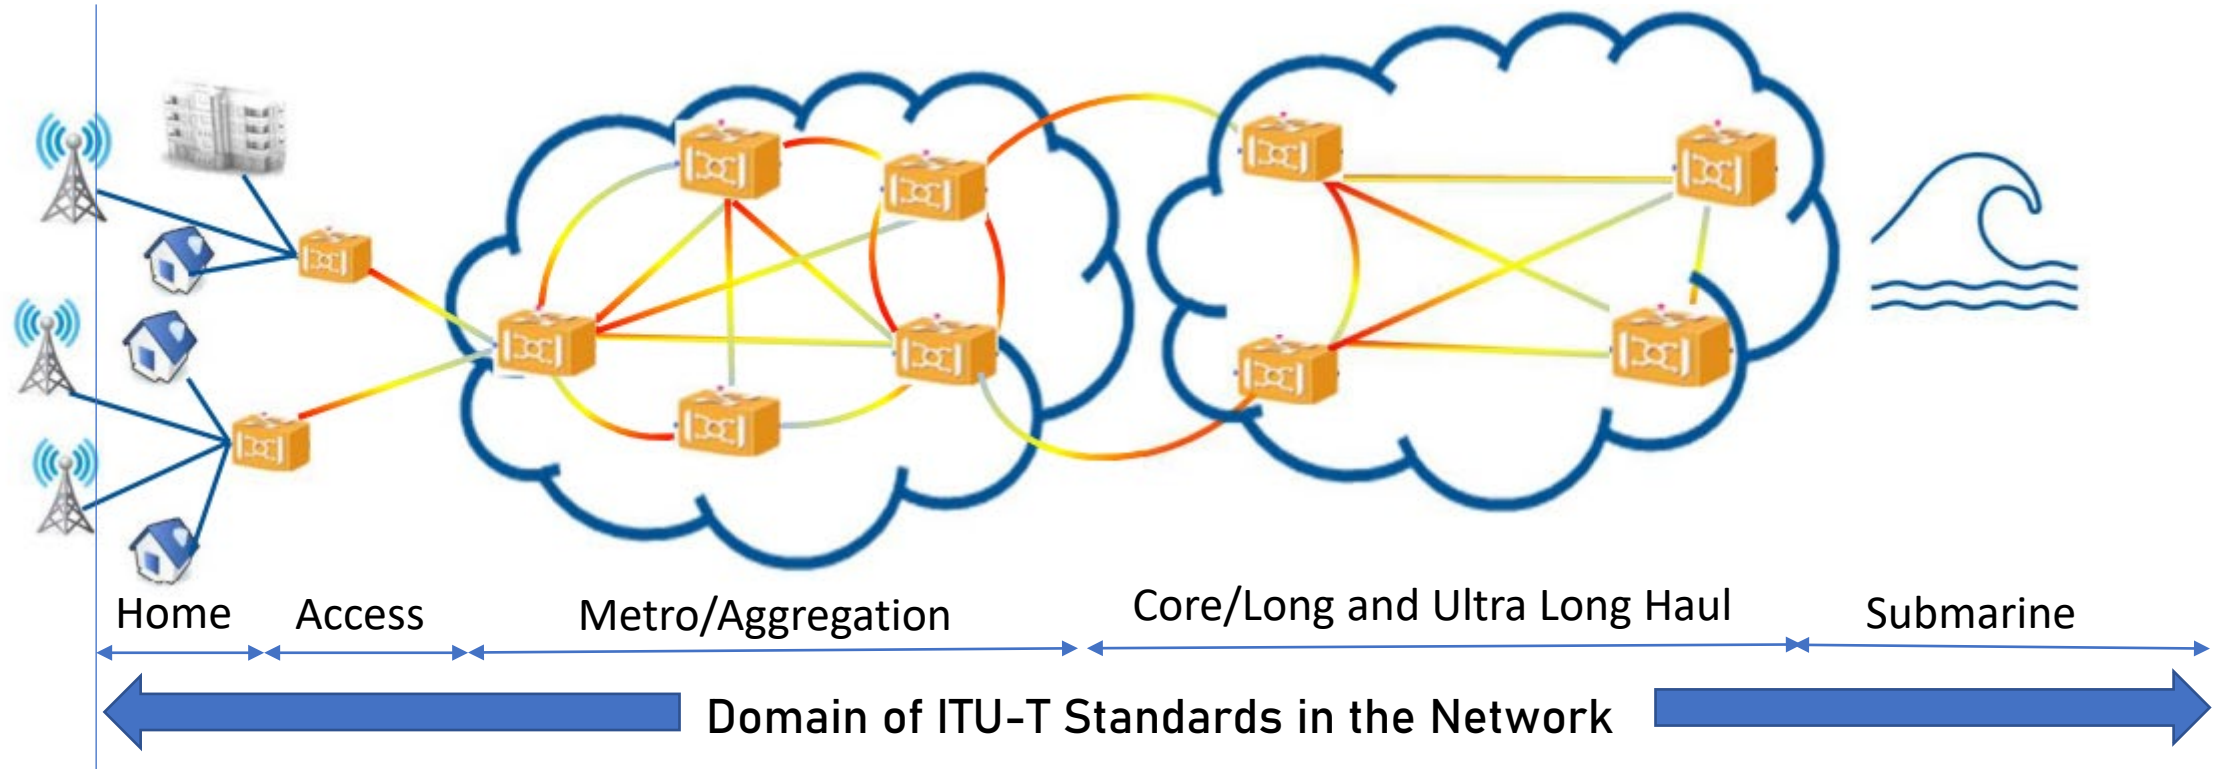 Home
Access
Metro/Aggregation
Core/Long and Ultra Long Haul
Submarine
Domain of ITU-T Standards in the Network